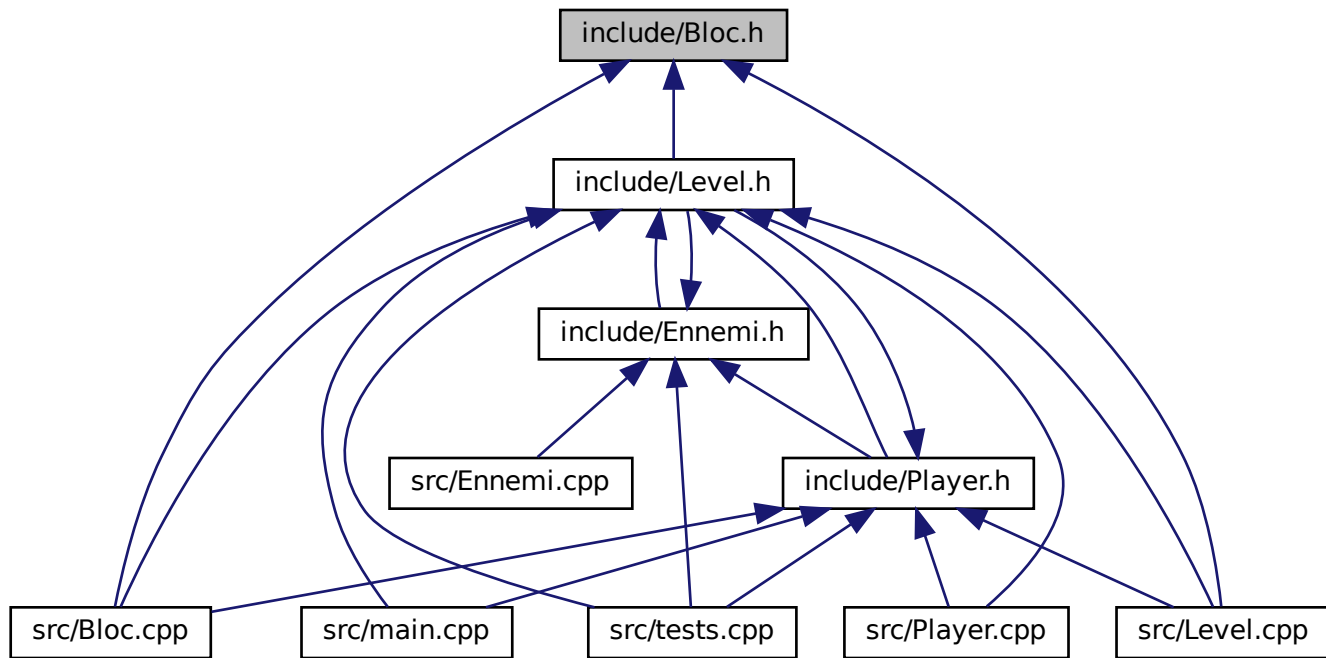 include/Bloc.h
include/Level.h
include/Ennemi.h
src/Ennemi.cpp
include/Player.h
src/Bloc.cpp
src/main.cpp
src/tests.cpp
src/Player.cpp
src/Level.cpp